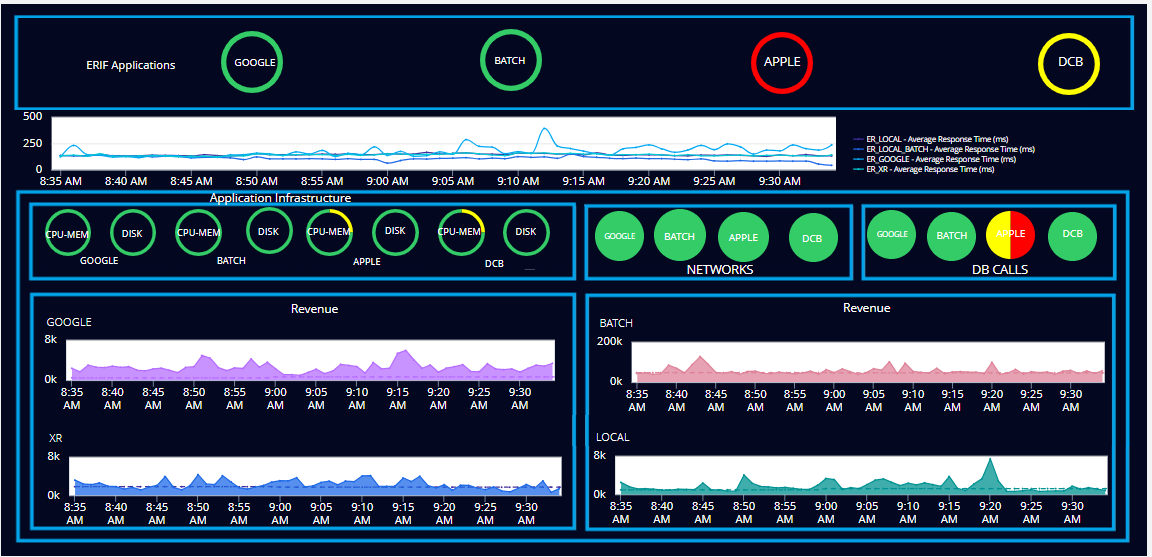 ERIF Applications
GOOGLE
BATCH
APPLE
DCB
500
250
0
8:35 AM 8:40 AM 8:45 AM 8:50 AM 8:55 AM 9:00 AM 9:05 AM 9:10 AM 9:15 AM 9:20 AM 9:25 AM 9:30 AM
ER_LOCAL - Average Response Time (ms)
ER_LOCAL_BATCH - Average Response Time (ms)
ER_GOOGLE - Average Response Time (ms)
ER_XR - Average Response Time (ms)
Application Infrastructure
CPU-MEM DISK CPU-MEM DISK CPU-MEM DISK CPU-MEM DISK
GOOGLE BATCH APPLE DCB
GOOGLE BATCH APPLE DCB
NETWORKS
GOOGLE BATCH APPLE DCB
DB CALLS
Revenue
GOOGLE
8k
0k
8:35 AM 8:40 AM 8:45 AM 8:50 AM 8:55 AM 9:00 AM 9:05 AM 9:10 AM 9:15 AM 9:20 AM 9:25 AM 9:30 AM
XR
8k
0k
8:35 AM 8:40 AM 8:45 AM 8:50 AM 8:55 AM 9:00 AM 9:05 AM 9:10 AM 9:15 AM 9:20 AM 9:25 AM 9:30 AM
Revenue
BATCH
200k
0k
8:35 AM 8:40 AM 8:45 AM 8:50 AM 8:55 AM 9:00 AM 9:05 AM 9:10 AM 9:15 AM 9:20 AM 9:25 AM 9:30 AM
LOCAL
8k
0k
8:35 AM 8:40 AM 8:45 AM 8:50 AM 8:55 AM 9:00 AM 9:05 AM 9:10 AM 9:15 AM 9:20 AM 9:25 AM 9:30 AM